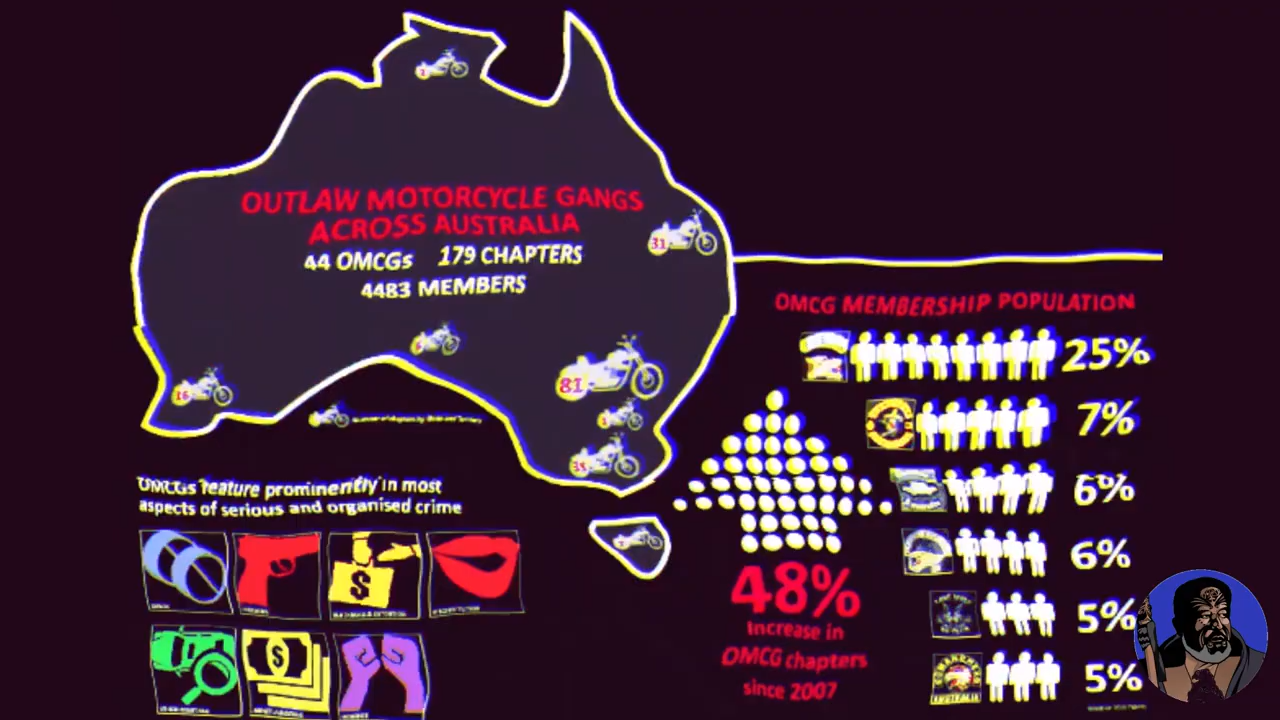 OUTLAW MOTORCYCLE GANGS
ACROSS AUSTRALIA
44 OMCGs 179 CHAPTERS
4483 MEMBERS
31
81
16
OMCGs feature prominently in most
aspects of serious and organised crime
$
$
OMCG MEMBERSHIP POPULATION
25%
7%
6%
6%
5%
5%
48%
Increase in
OMCG chapters
since 2007